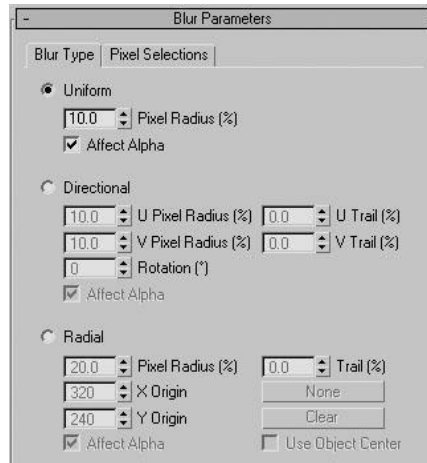 - Blur Parameters
Blur Type Pixel Selections
Uniform
10.0 Pixel Radius (%)
Affect Alpha
Directional
10.0 U Pixel Radius (%) 0.0 U Trail (%)
10.0 V Pixel Radius (%) 0.0 V Trail (%)
0 Rotation (°)
Affect Alpha
Radial
20.0 Pixel Radius (%) 0.0 Trail (%)
320 X Origin None
240 Y Origin Clear
Affect Alpha Use Object Center